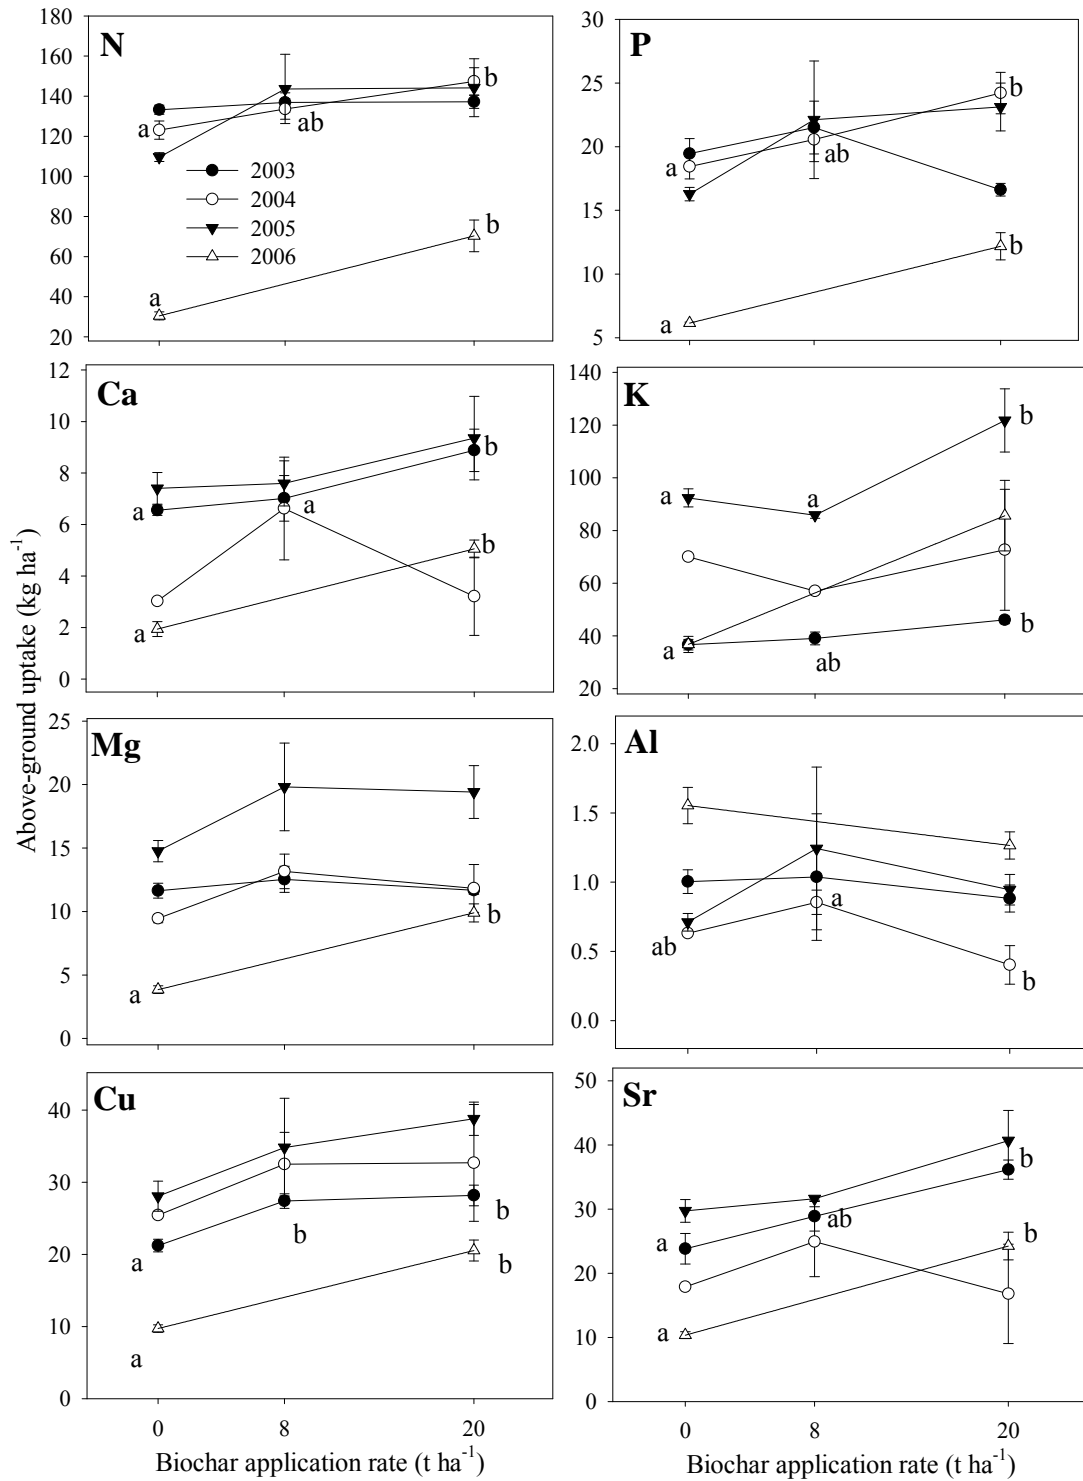 N
180
160
140
120
100
80
60
40
20
a
ab
b
2003
2004
2005
2006
a
b
P
30
25
20
15
10
5
a
ab
b
a
b
Ca
12
10
8
6
4
2
0
a
a
b
a
b
K
140
120
100
80
60
40
20
a
a
b
a
ab
b
Above-ground uptake (kg ha⁻¹)
Mg
25
20
15
10
5
0
a
b
Al
2.0
1.5
1.0
0.5
0.0
ab
a
b
Cu
40
30
20
10
0
a
b
b
a
b
0 8 20
Biochar application rate (t ha⁻¹)
Sr
50
40
30
20
10
0
a
ab
b
a
b
0 8 20
Biochar application rate (t ha⁻¹)